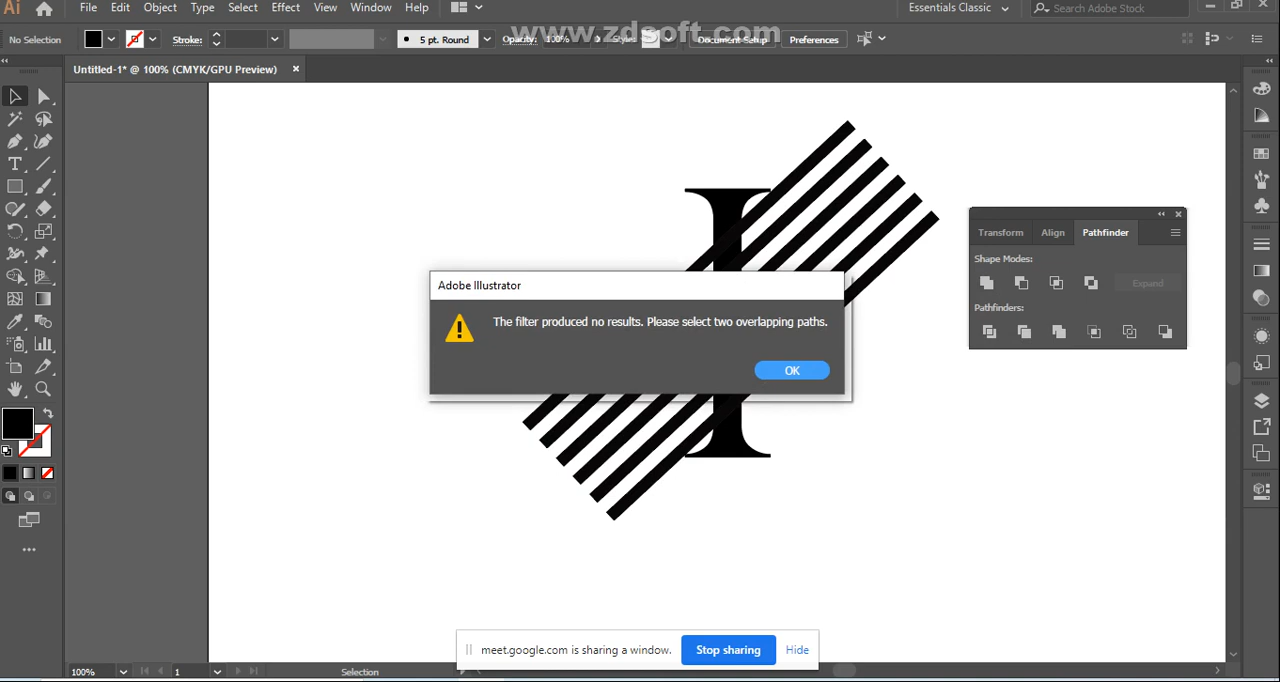 Ai File Edit Object Type Select Effect View Window Help Essentials Classic Search Adobe Stock
www.zdsoft.com
No Selection Stroke: 5 pt. Round Opacity: 100% Style: Document Setup Preferences
Untitled-1* @ 100% (CMYK/GPU Preview)
I
Transform Align Pathfinder
Shape Modes:
Expand
Pathfinders:
Adobe Illustrator
The filter produced no results. Please select two overlapping paths.
OK
meet.google.com is sharing a window. Stop sharing Hide
100% 1 Selection